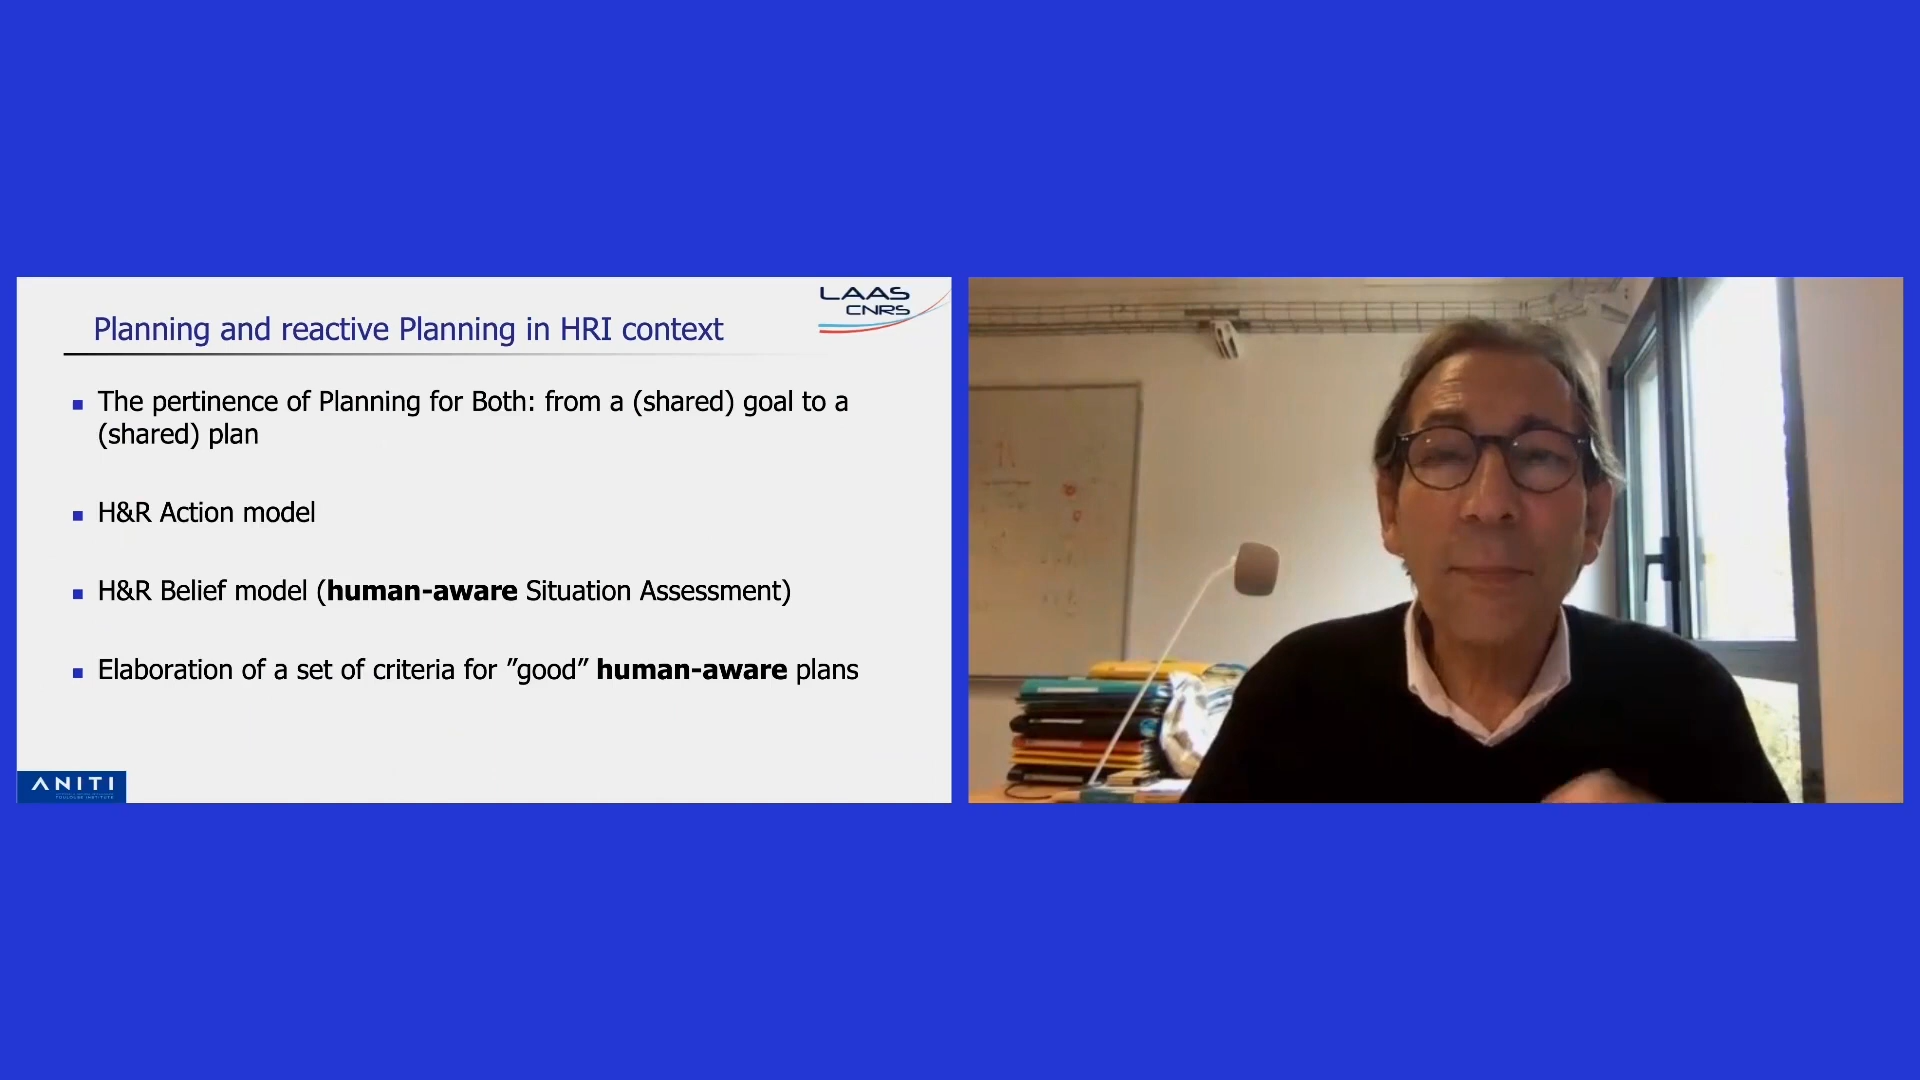 LAAS
CNRS
Planning and reactive Planning in HRI context
The pertinence of Planning for Both: from a (shared) goal to a
(shared) plan
H&R Action model
H&R Belief model (human-aware Situation Assessment)
Elaboration of a set of criteria for ”good” human-aware plans
ANITI